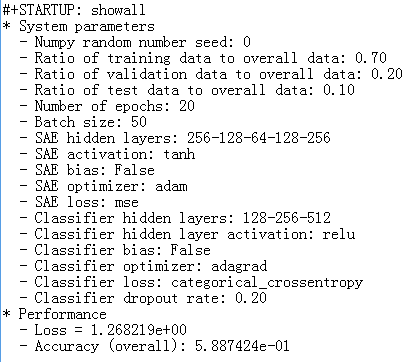 #+STARTUP: showall
* System parameters
- Numpy random number seed: 0
- Ratio of training data to overall data: 0.70
- Ratio of validation data to overall data: 0.20
- Ratio of test data to overall data: 0.10
- Number of epochs: 20
- Batch size: 50
- SAE hidden layers: 256-128-64-128-256
- SAE activation: tanh
- SAE bias: False
- SAE optimizer: adam
- SAE loss: mse
- Classifier hidden layers: 128-256-512
- Classifier hidden layer activation: relu
- Classifier bias: False
- Classifier optimizer: adagrad
- Classifier loss: categorical_crossentropy
- Classifier dropout rate: 0.20
* Performance
- Loss = 1.268219e+00
- Accuracy (overall): 5.887424e-01